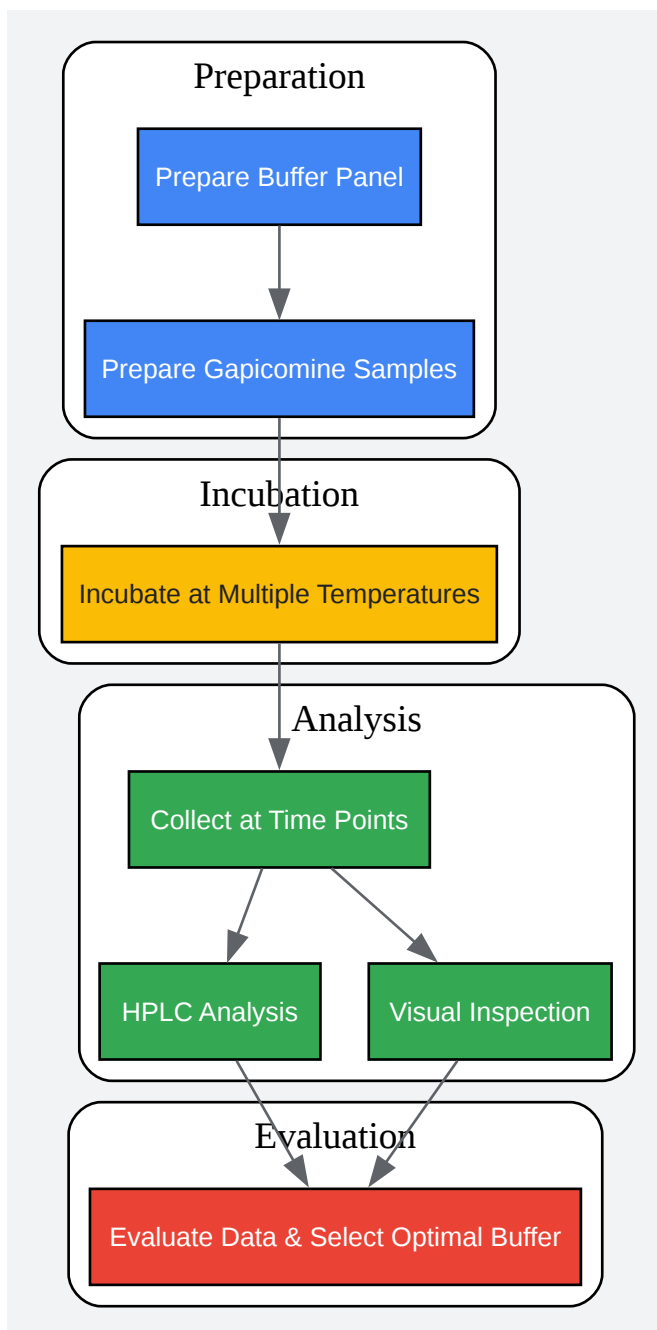 Preparation
Prepare Buffer Panel
Prepare Gapicomine Samples
Incubation
Incubate at Multiple Temperatures
Analysis
Collect at Time Points
HPLC Analysis
Visual Inspection
Evaluation
Evaluate Data & Select Optimal Buffer